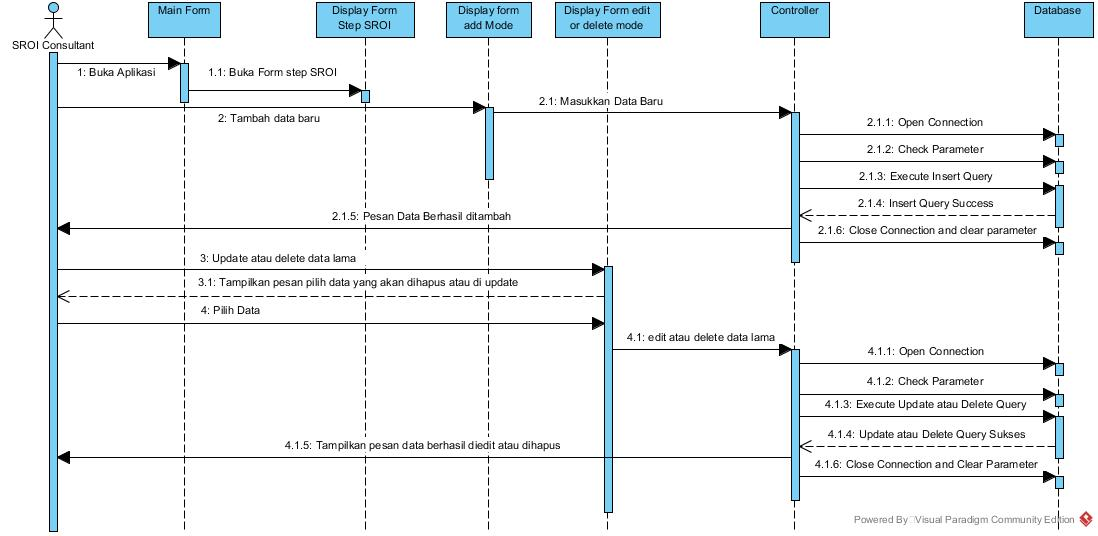 Main Form
Display Form
Step SROI
Display form
add Mode
Display Form edit
or delete mode
Controller
Database
SROI Consultant
1: Buka Aplikasi
1.1: Buka Form step SROI
2: Tambah data baru
2.1: Masukkan Data Baru
2.1.1: Open Connection
2.1.2: Check Parameter
2.1.3: Execute Insert Query
2.1.4: Insert Query Success
2.1.5: Pesan Data Berhasil ditambah
2.1.6: Close Connection and clear parameter
3: Update atau delete data lama
3.1: Tampilkan pesan pilih data yang akan dihapus atau di update
4: Pilih Data
4.1: edit atau delete data lama
4.1.1: Open Connection
4.1.2: Check Parameter
4.1.3: Execute Update atau Delete Query
4.1.4: Update atau Delete Query Sukses
4.1.5: Tampilkan pesan data berhasil diedit atau dihapus
4.1.6: Close Connection and Clear Parameter
Powered By Visual Paradigm Community Edition